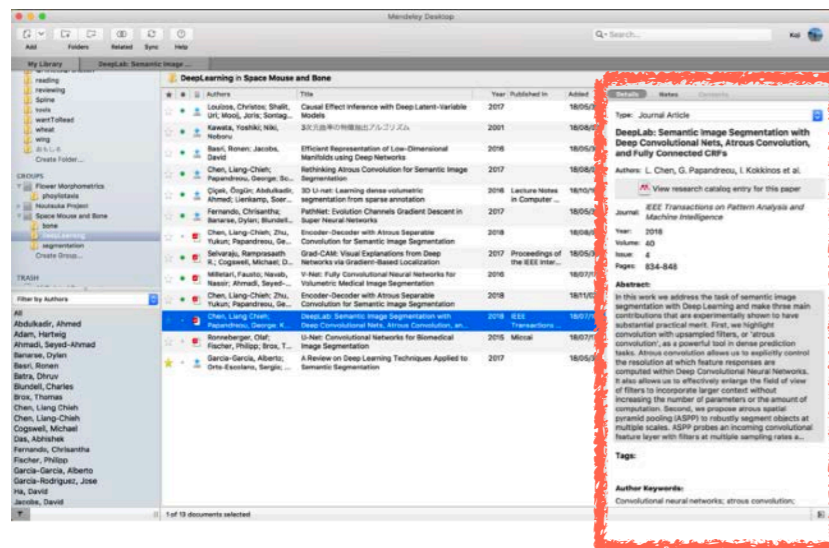 Mendeley Desktop
Add Folders Related Sync Help
Search...
Koji
My Library DeepLab: Semantic Image ...
reading
reviewing
Spine
tools
wantToRead
wheat
wing
おもしろ
Create Folder...
GROUPS
Flower Morphometrics
phyllotaxis
Noutsuka Project
Space Mouse and Bone
bone
DeepLearning
segmentation
Create Group...
TRASH
Filter by Authors
All
Abdulkadir, Ahmed
Adam, Hartwig
Ahmadi, Seyed-Ahmad
Banarse, Dylan
Basri, Ronen
Batra, Dhruv
Blundell, Charles
Brox, Thomas
Chen, Liang Chieh
Chen, Liang-Chieh
Cogswell, Michael
Das, Abhishek
Fernando, Chrisantha
Fischer, Philipp
Garcia-Garcia, Alberto
Garcia-Rodriguez, Jose
Ha, David
Jacobs, David
DeepLearning in Space Mouse and Bone
Authors Title Year Published In Added
Louizos, Christos; Shalit, Causal Effect Inference with Deep Latent-Variable 2017
Uri; Mooij, Joris; Sontag... Models
Kawata, Yoshiki; Niki, 2001
Noboru
Basri, Ronen; Jacobs, Efficient Representation of Low-Dimensional 2016
David Manifolds using Deep Networks
Chen, Liang-Chieh; Rethinking Atrous Convolution for Semantic Image 2017
Papandreou, George; Sc... Segmentation
Çiçek, Özgün; Abdulkadir, 3D U-net: Learning dense volumetric 2016 Lecture Notes
Ahmed; Lienkamp, Soer... segmentation from sparse annotation in Computer ...
Fernando, Chrisantha; PathNet: Evolution Channels Gradient Descent in 2017
Banarse, Dylan; Blundell... Super Neural Networks
Chen, Liang-Chieh; Zhu, Encoder-Decoder with Atrous Separable 2018
Yukun; Papandreou, Ge... Convolution for Semantic Image Segmentation
Selvaraju, Ramprasaath Grad-CAM: Visual Explanations from Deep 2017 Proceedings of
R.; Cogswell, Michael; D... Networks via Gradient-Based Localization the IEEE Inter...
Milletari, Fausto; Navab, V-Net: Fully Convolutional Neural Networks for 2016
Nassir; Ahmadi, Seyed-... Volumetric Medical Image Segmentation
Chen, Liang-Chieh; Zhu, Encoder-Decoder with Atrous Separable 2018
Yukun; Papandreou, Ge... Convolution for Semantic Image Segmentation
Chen, Liang Chieh; DeepLab: Semantic Image Segmentation with 2018 IEEE
Papandreou, George; K... Deep Convolutional Nets, Atrous Convolution, an... Transactions ...
Ronneberger, Olaf; U-Net: Convolutional Networks for Biomedical 2015 Miccai
Fischer, Philipp; Brox, T... Image Segmentation
Garcia-Garcia, Alberto; A Review on Deep Learning Techniques Applied to 2017
Orts-Escolano, Sergio; ... Semantic Segmentation
1 of 13 documents selected
Details Notes Contents
Type: Journal Article
DeepLab: Semantic Image Segmentation with
Deep Convolutional Nets, Atrous Convolution,
and Fully Connected CRFs
Authors: L. Chen, G. Papandreou, I. Kokkinos et al.
View research catalog entry for this paper
Journal: IEEE Transactions on Pattern Analysis and
Machine Intelligence
Year: 2018
Volume: 40
Issue: 4
Pages: 834-848
Abstract:
In this work we address the task of semantic image
segmentation with Deep Learning and make three main
contributions that are experimentally shown to have
substantial practical merit. First, we highlight
convolution with upsampled filters, or 'atrous
convolution', as a powerful tool in dense prediction
tasks. Atrous convolution allows us to explicitly control
the resolution at which feature responses are
computed within Deep Convolutional Neural Networks.
It also allows us to effectively enlarge the field of view
of filters to incorporate larger context without
increasing the number of parameters or the amount of
computation. Second, we propose atrous spatial
pyramid pooling (ASPP) to robustly segment objects at
multiple scales. ASPP probes an incoming convolutional
feature layer with filters at multiple sampling rates a...
Tags:
Author Keywords:
Convolutional neural networks; atrous convolution;